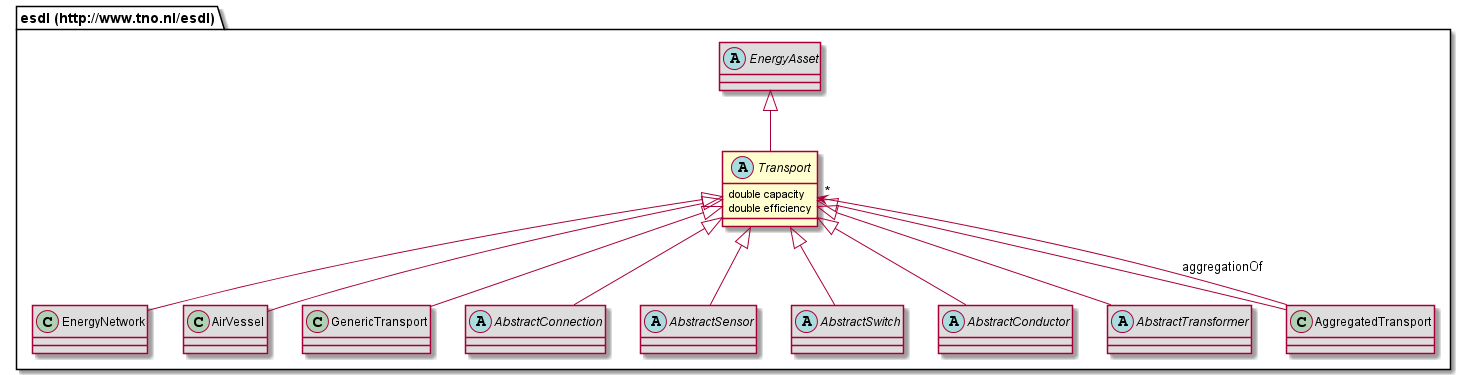 esdl (http://www.tno.nl/esdl)
A EnergyAsset
A Transport
double capacity
double efficiency
*
aggregationOf
C EnergyNetwork
C AirVessel
C GenericTransport
A AbstractConnection
A AbstractSensor
A AbstractSwitch
A AbstractConductor
A AbstractTransformer
C AggregatedTransport